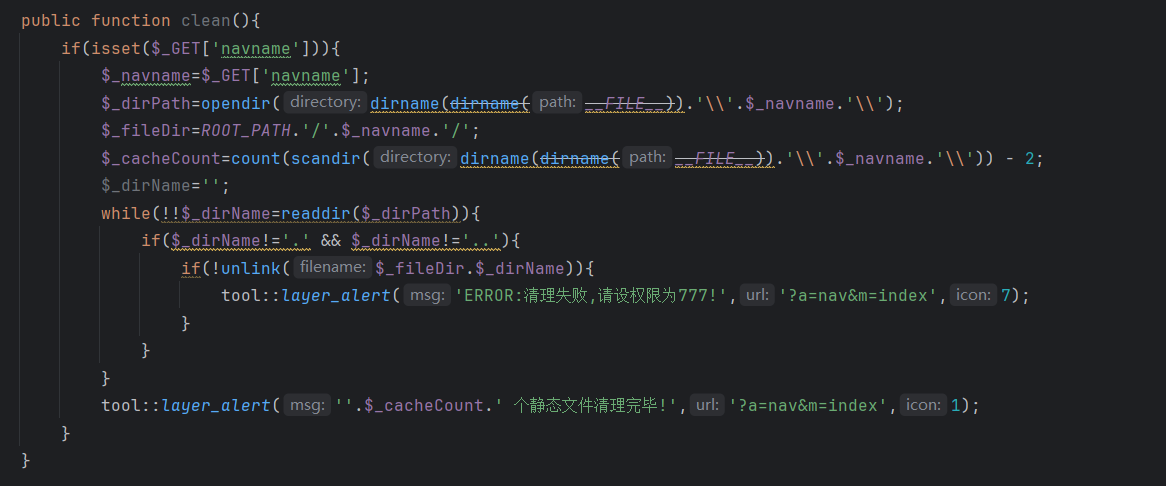 public function clean(){
if(isset($_GET['navname'])){
$_navname=$_GET['navname'];
$_dirPath=opendir( directory: dirname(dirname( path: __FILE__)).'\\'.$_navname.'\\');
$_fileDir=ROOT_PATH.'/'.$_navname.'/';
$_cacheCount=count(scandir( directory: dirname(dirname( path: __FILE__)).'\\'.$_navname.'\\')) - 2;
$_dirName='';
while(!!$_dirName=readdir($_dirPath)){
if($_dirName!='.' && $_dirName!='..'){
if(!unlink( filename: $_fileDir.$_dirName)){
tool::layer_alert( msg: 'ERROR:清理失败,请设权限为777!', url: '?a=nav&m=index', icon: 7);
}
}
}
tool::layer_alert( msg: ''.$_cacheCount.' 个静态文件清理完毕!', url: '?a=nav&m=index', icon: 1);
}
}